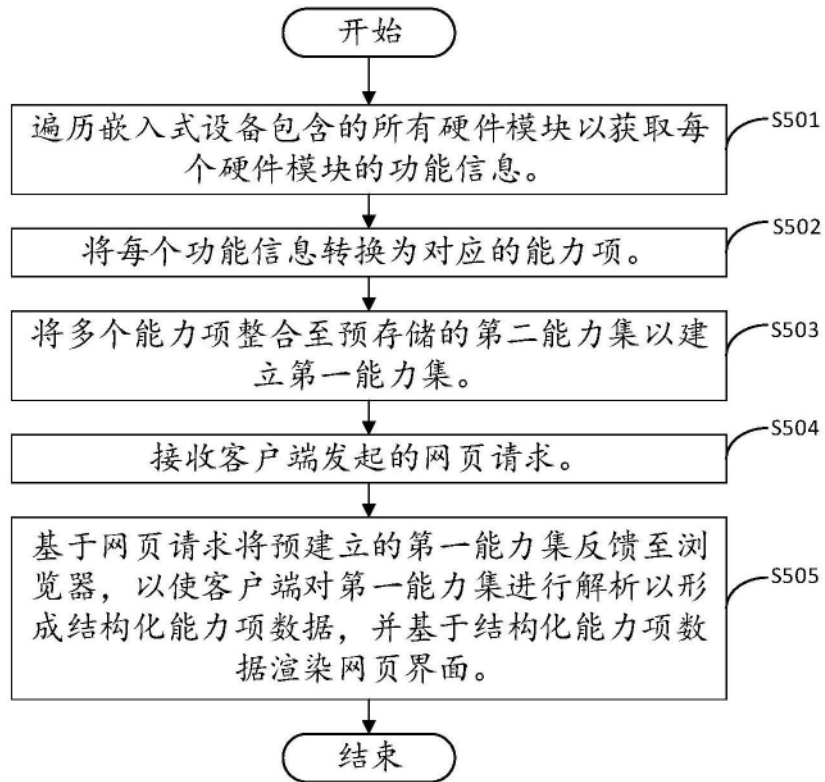 开始
遍历嵌入式设备包含的所有硬件模块以获取每
个硬件模块的功能信息。
S501
将每个功能信息转换为对应的能力项。
S502
将多个能力项整合至预存储的第二能力集以建
立第一能力集。
S503
接收客户端发起的网页请求。
S504
基于网页请求将预建立的第一能力集反馈至浏
览器，以使客户端对第一能力集进行解析以形
成结构化能力项数据，并基于结构化能力项数
据渲染网页界面。
S505
结束